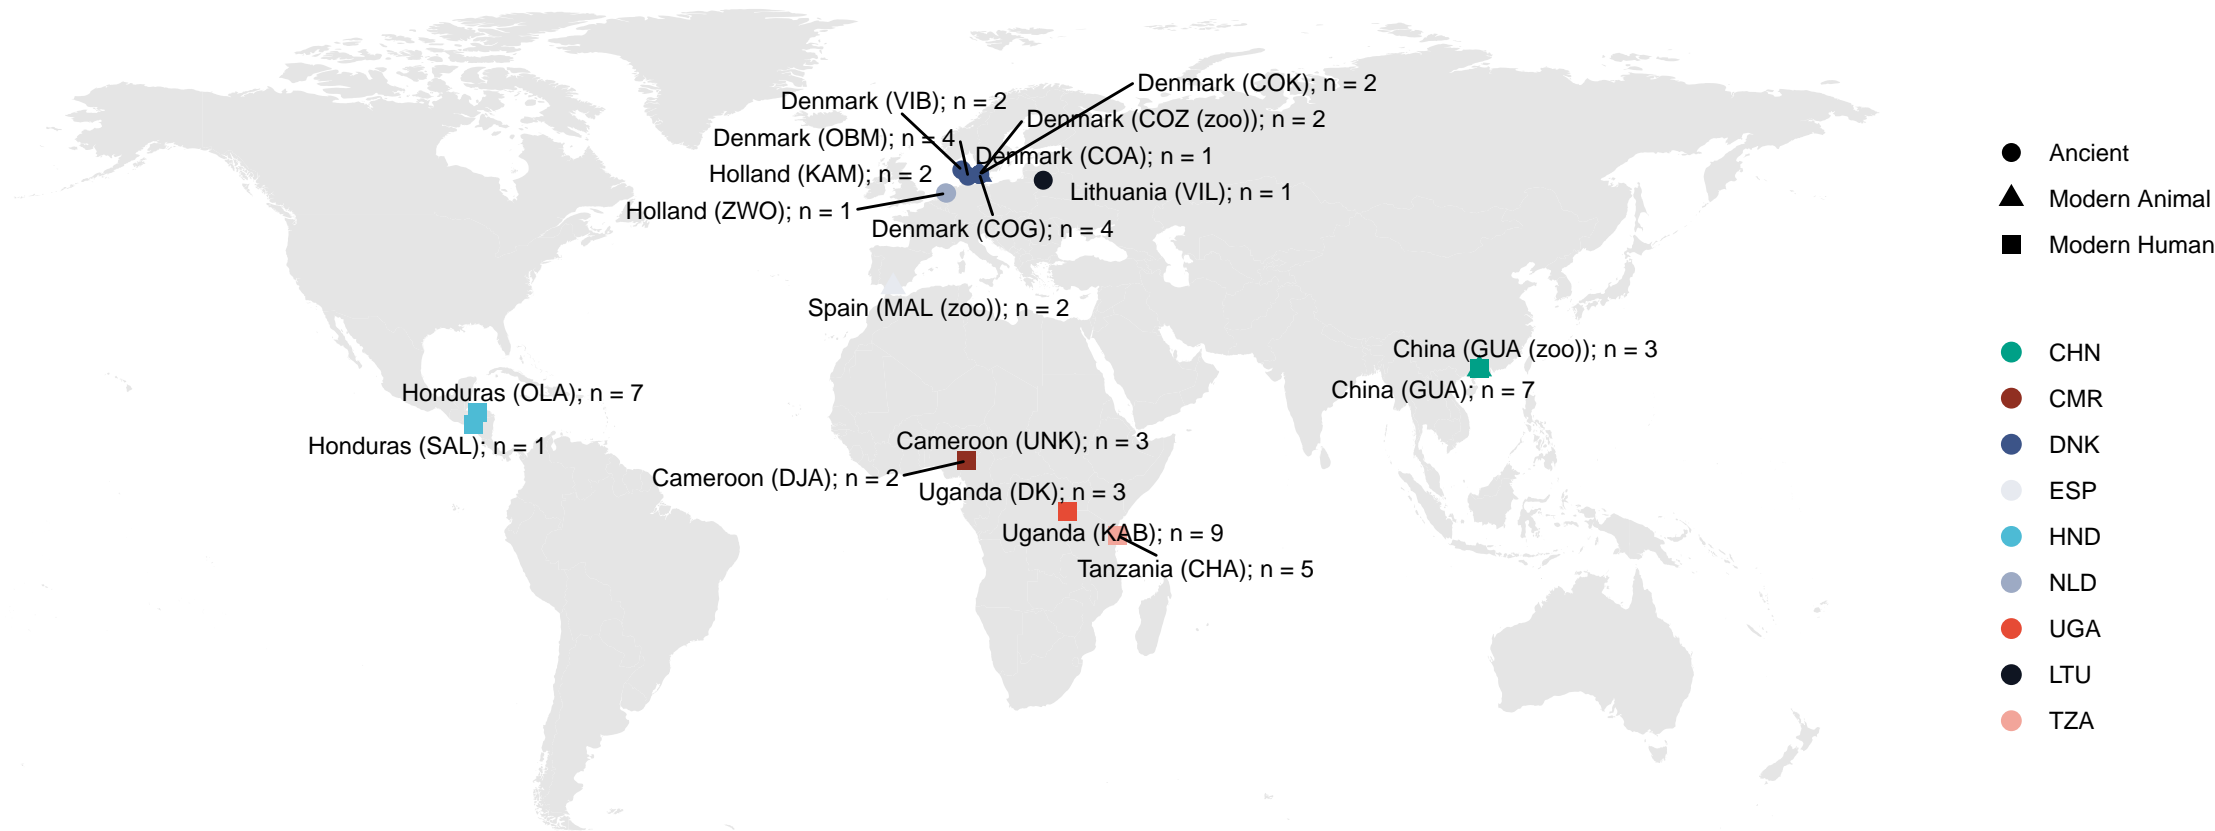 Denmark (COK); n = 2
Denmark (VIB); n = 2
Denmark (COZ (zoo)); n = 2
Denmark (OBM); n = 4
Denmark (COA); n = 1
Holland (KAM); n = 2
Lithuania (VIL); n = 1
Holland (ZWO); n = 1
Denmark (COG); n = 4
Spain (MAL (zoo)); n = 2
China (GUA (zoo)); n = 3
China (GUA); n = 7
Honduras (OLA); n = 7
Honduras (SAL); n = 1
Cameroon (UNK); n = 3
Cameroon (DJA); n = 2
Uganda (DK); n = 3
Uganda (KAB); n = 9
Tanzania (CHA); n = 5
Ancient
Modern Animal
Modern Human
CHN
CMR
DNK
ESP
HND
NLD
UGA
LTU
TZA